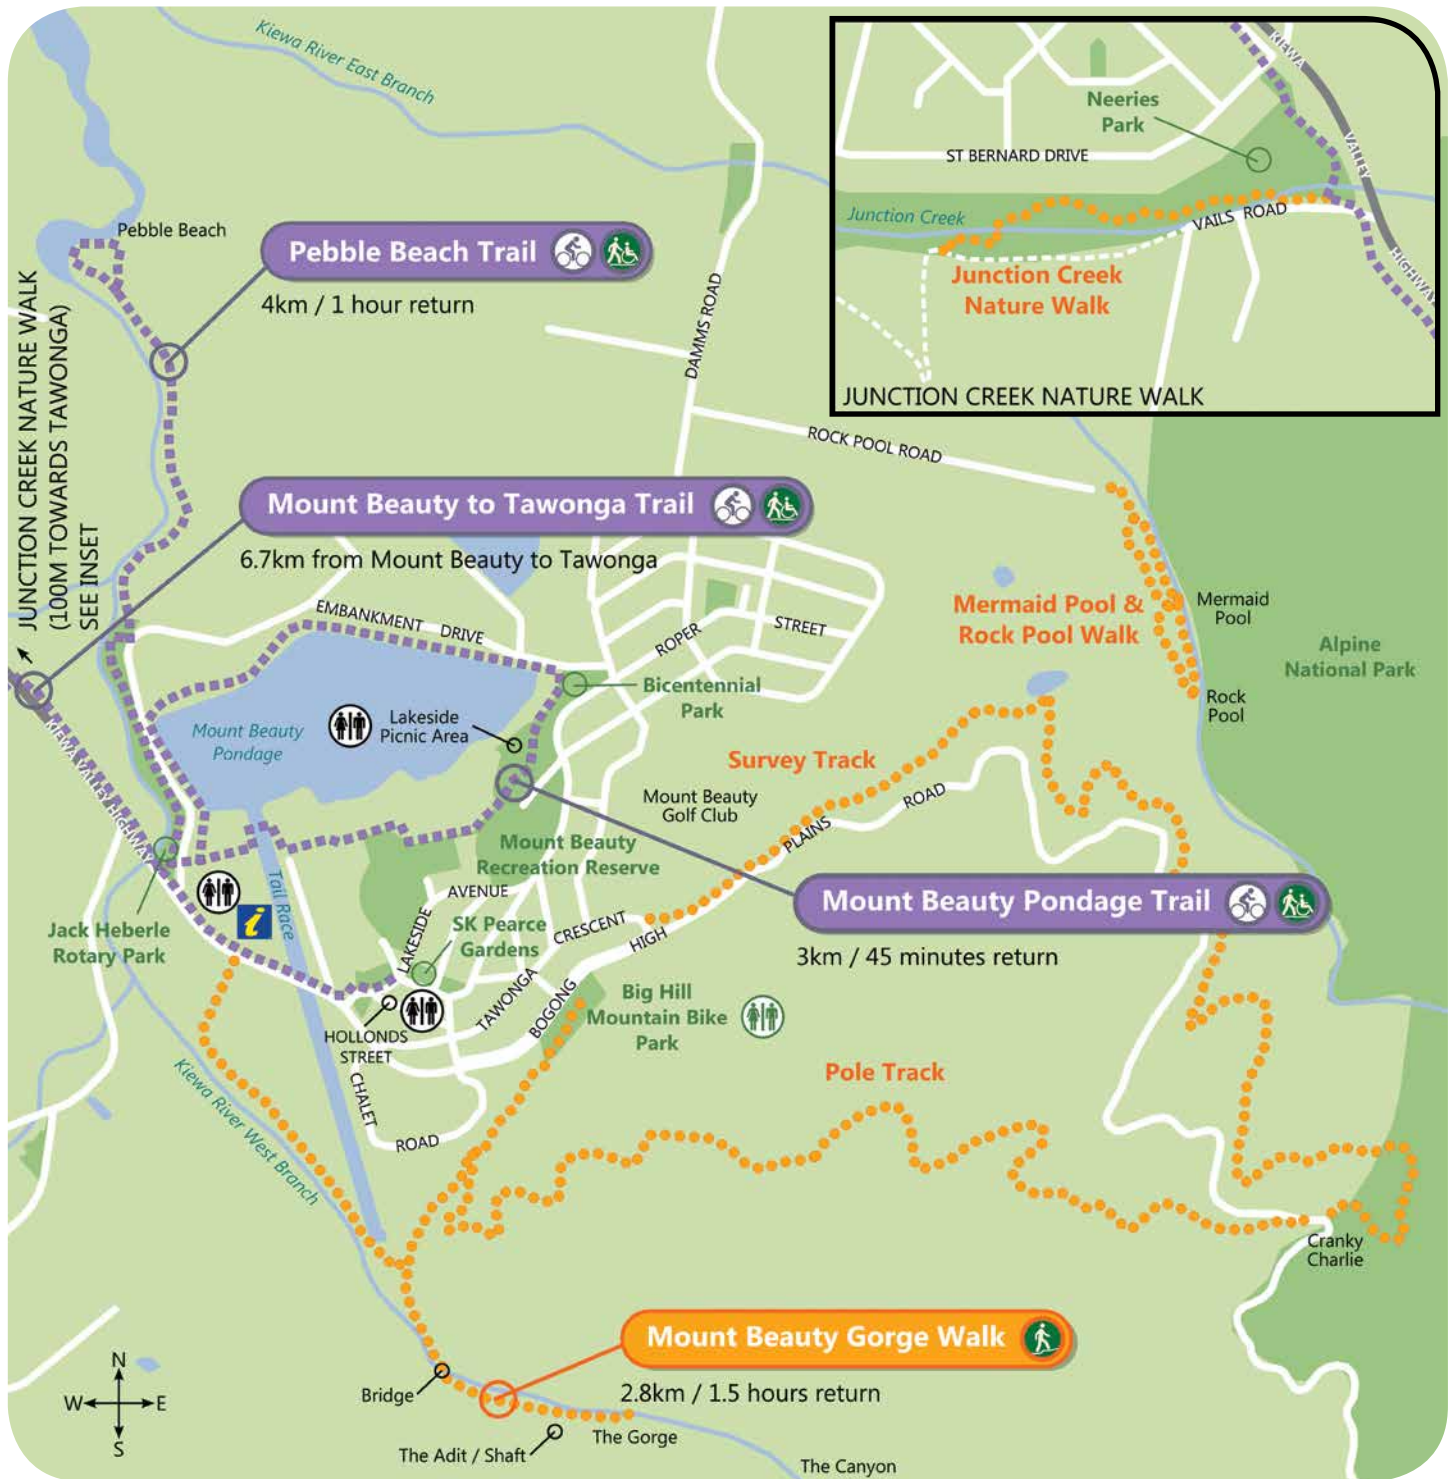 Kiewa River East Branch
Pebble Beach
Pebble Beach Trail
4km / 1 hour return
JUNCTION CREEK NATURE WALK
(100M TOWARDS TAWONGA)
SEE INSET
KIEWA
VALLEY
HIGHWAY
Neeries
Park
ST BERNARD DRIVE
Junction Creek
VAILS ROAD
Junction Creek
Nature Walk
JUNCTION CREEK NATURE WALK
DAMMS ROAD
ROCK POOL ROAD
Mount Beauty to Tawonga Trail
6.7km from Mount Beauty to Tawonga
EMBANKMENT DRIVE
ROPER
STREET
Mermaid Pool &
Rock Pool Walk
Mermaid
Pool
Rock
Pool
Alpine
National Park
Bicentennial
Park
Lakeside
Picnic Area
Mount Beauty
Pondage
KIEWA VALLEY HIGHWAY
Survey Track
Mount Beauty
Golf Club
PLAINS
ROAD
Mount Beauty
Recreation Reserve
AVENUE
LAKESIDE
Mount Beauty Pondage Trail
3km / 45 minutes return
i
Tail Race
Jack Heberle
Rotary Park
SK Pearce
Gardens
CRESCENT
HIGH
TAWONGA
BOGONG
Big Hill
Mountain Bike
Park
HOLLONDS
STREET
CHALET
ROAD
Kiewa River West Branch
Pole Track
Cranky
Charlie
Mount Beauty Gorge Walk
2.8km / 1.5 hours return
Bridge
The Adit / Shaft
The Gorge
The Canyon
N
W
E
S